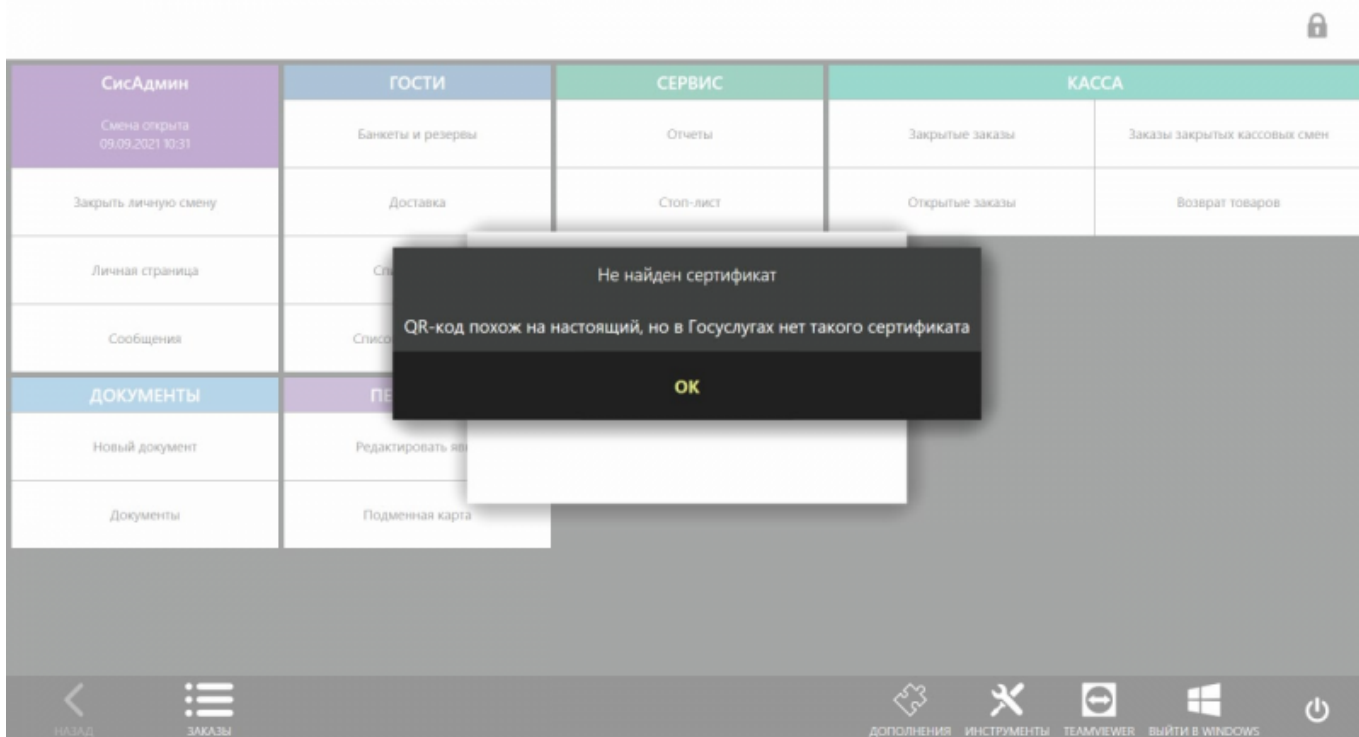 СисАдмин
Смена открыта
09.09.2021 10:31
Закрыть личную смену
Личная страница
Сообщения
ГОСТИ
Банкеты и резервы
Доставка
СЕРВИС
Отчеты
Стоп-лист
КАССА
Закрытые заказы
Заказы закрытых кассовых смен
Открытые заказы
Возврат товаров
Не найден сертификат
QR-код похож на настоящий, но в Госуслугах нет такого сертификата
OK
ДОКУМЕНТЫ
Новый документ
Документы
Редактировать
Подменная карта
НАЗАД
ЗАКАЗЫ
ДОПОЛНЕНИЯ
ИНСТРУМЕНТЫ
TEAMVIEWER
ВЫЙТИ В WINDOWS